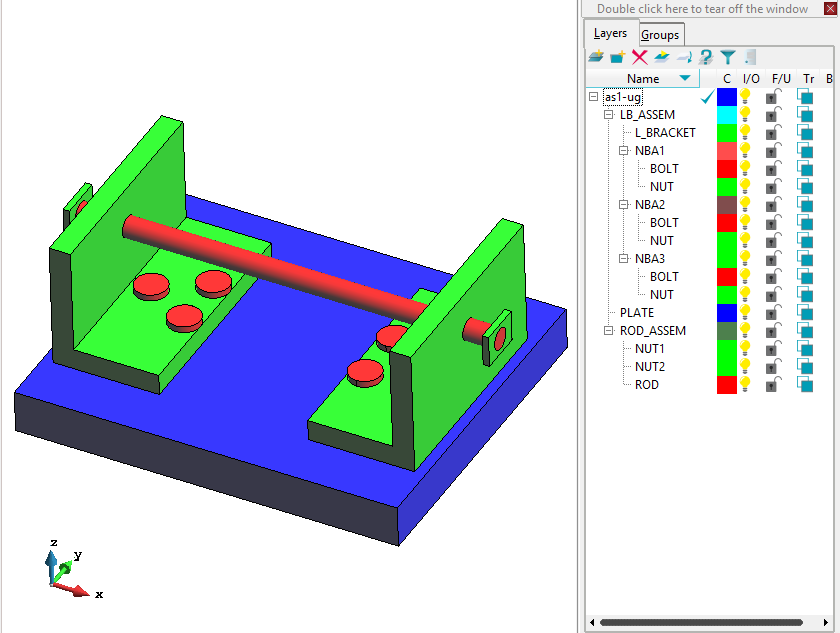 Double click here to tear off the window
Layers Groups
Name C I/O F/U Tr B
as1-ug
LB_ASSEM
L_BRACKET
NBA1
BOLT
NUT
NBA2
BOLT
NUT
NBA3
BOLT
NUT
PLATE
ROD_ASSEM
NUT1
NUT2
ROD
z
y
x